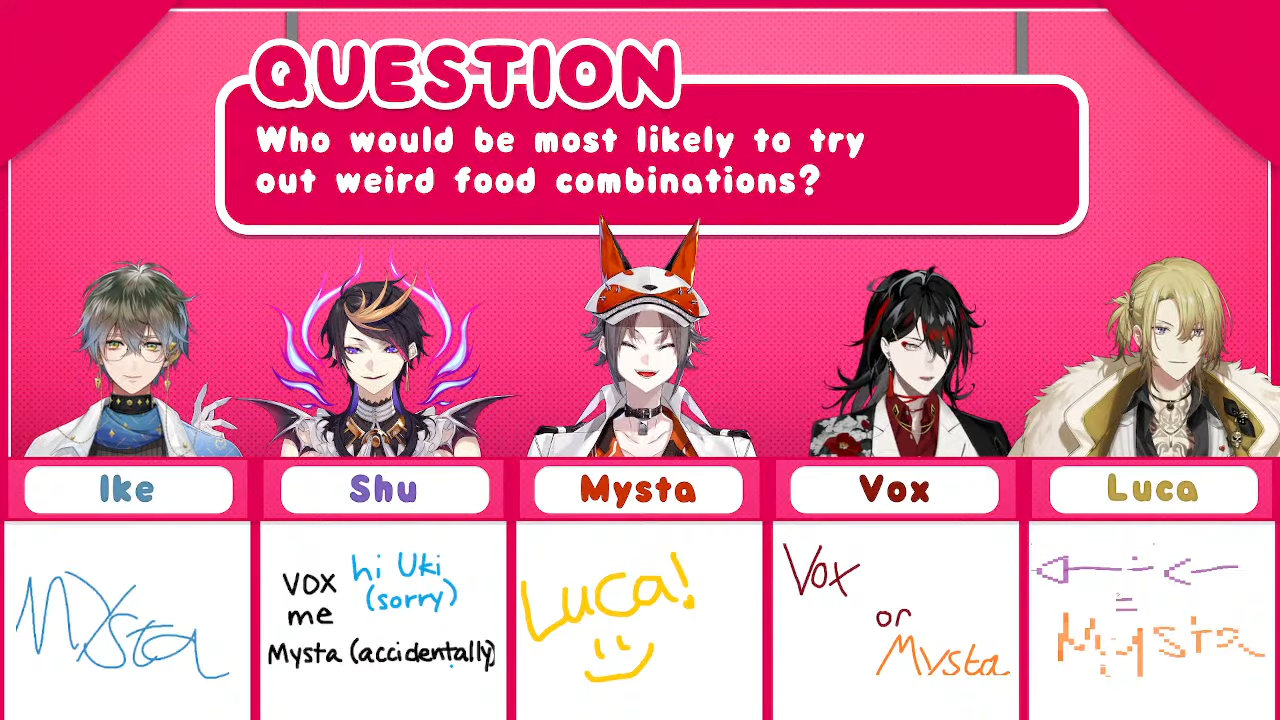 QUESTION
Who would be most likely to try
out weird food combinations?
Ike
Shu
Mysta
Vox
Luca
Mysta
vox
me
Mysta (accidentally)
hi Uki
(sorry)
Luca!
Vox
or
Mysta
=
Mysta